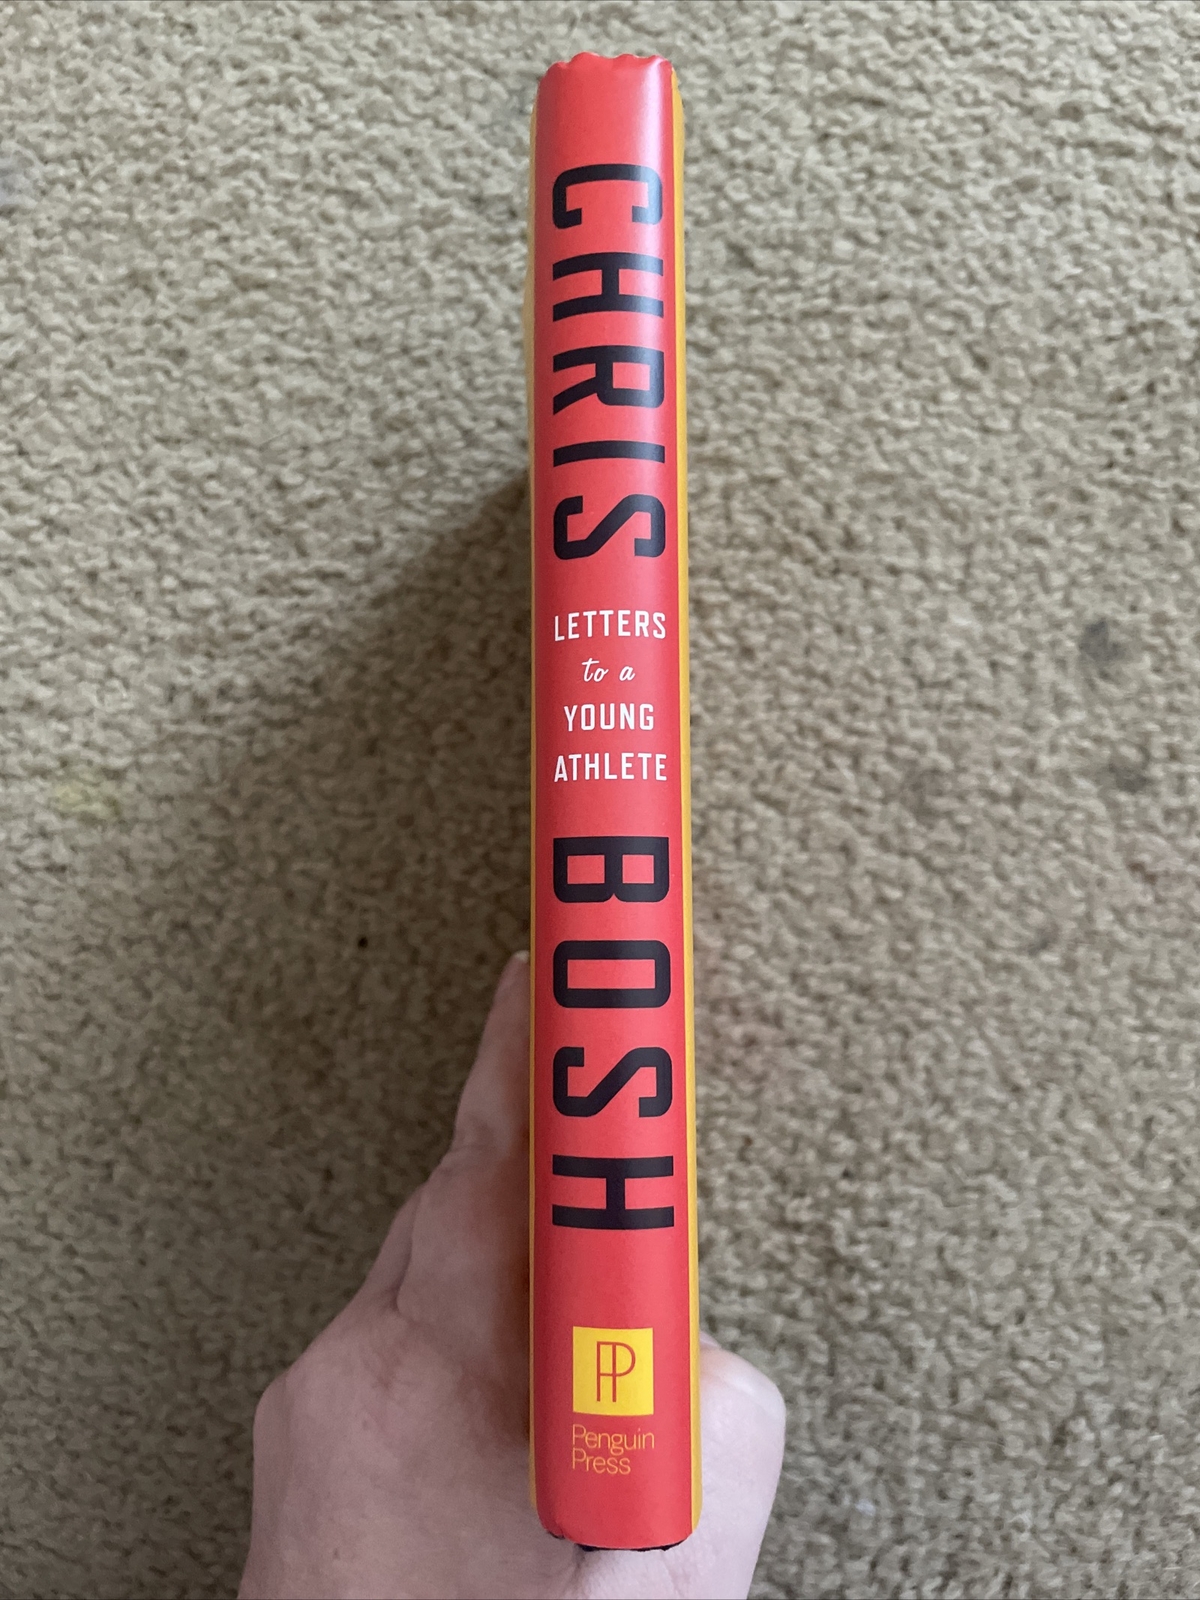 CHRIS
LETTERS
to a
YOUNG
ATHLETE
BOSH
PP
Penguin
Press